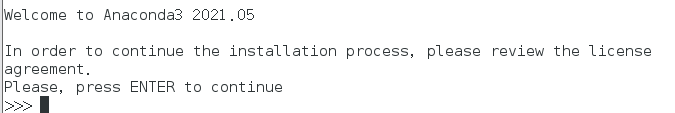 Welcome to Anaconda3 2021.05
In order to continue the installation process, please review the license
agreement.
Please, press ENTER to continue
>>>